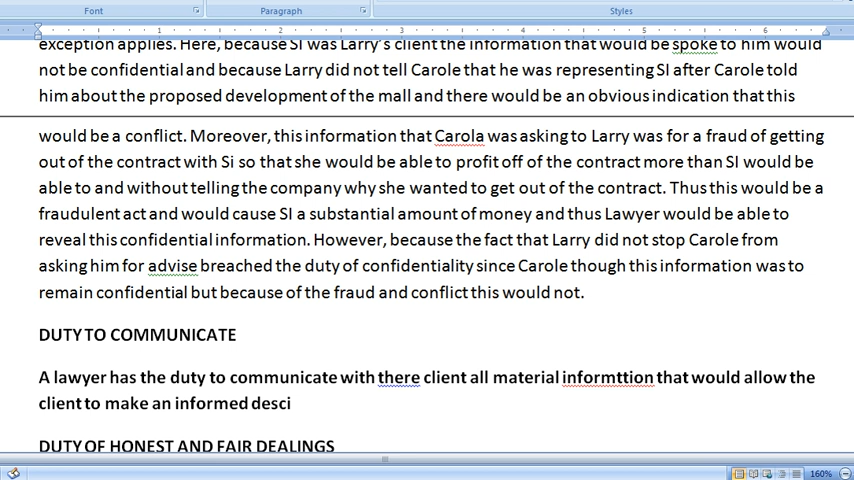 Font
Paragraph
Styles
1
2
3
4
5
6
exception applies. Here, because SI was Larry's client the information that would be spoke to him would
not be confidential and because Larry did not tell Carole that he was representing SI after Carole told
him about the proposed development of the mall and there would be an obvious indication that this
would be a conflict. Moreover, this information that Carola was asking to Larry was for a fraud of getting
out of the contract with Si so that she would be able to profit off of the contract more than SI would be
able to and without telling the company why she wanted to get out of the contract. Thus this would be a
fraudulent act and would cause SI a substantial amount of money and thus Lawyer would be able to
reveal this confidential information. However, because the fact that Larry did not stop Carole from
asking him for advise breached the duty of confidentiality since Carole though this information was to
remain confidential but because of the fraud and conflict this would not.
DUTY TO COMMUNICATE
A lawyer has the duty to communicate with there client all material informttion that would allow the
client to make an informed desci
DUTY OF HONEST AND FAIR DEALINGS
160%